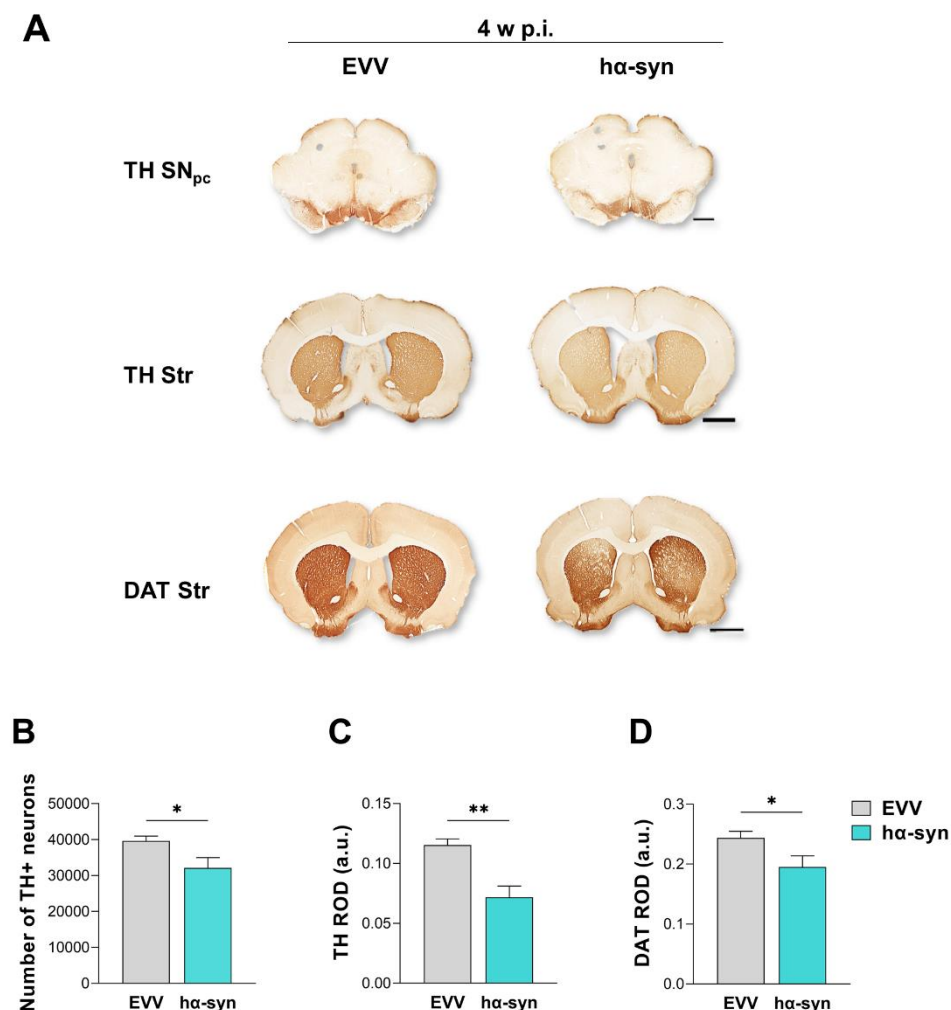 A
4 w p.i.
EVV hα-syn
TH SNpc
TH Str
DAT Str
B
Number of TH+ neurons
50000
40000
30000
20000
10000
0
*
EVV hα-syn
C
TH ROD (a.u.)
0.15
0.10
0.05
0.00
**
EVV hα-syn
D
DAT ROD (a.u.)
0.3
0.2
0.1
0.0
*
EVV hα-syn
EVV
hα-syn